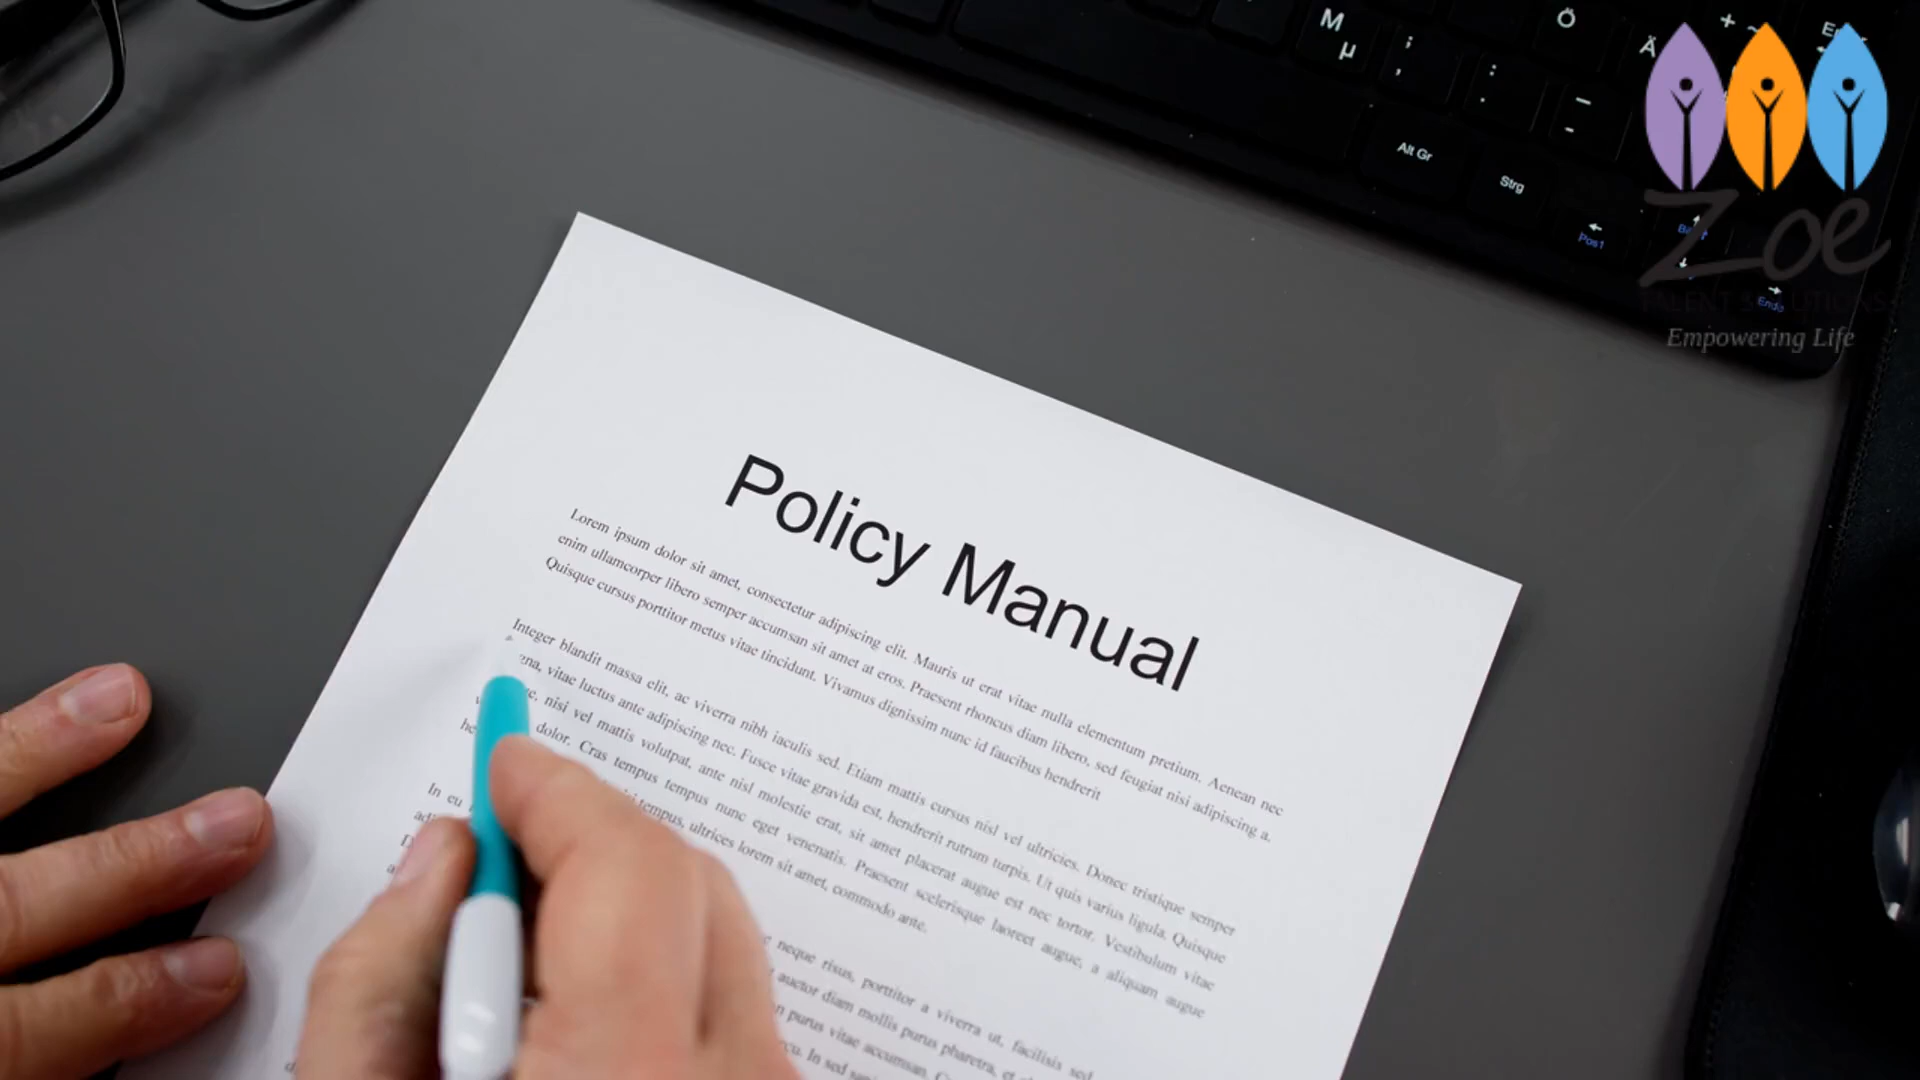 M
µ
;
,
:
.
Ö
Ä
+
~
–
-
Alt Gr
Strg
←
Pos1
↑
↓
→
Ende
Zoe
TALENT SOLUTIONS
Empowering Life
Policy Manual
Lorem ipsum dolor sit amet, consectetur adipiscing elit. Mauris ut erat vitae nulla elementum pretium. Aenean nec
enim ullamcorper libero semper accumsan sit amet at eros. Praesent rhoncus diam libero, sed feugiat nisi adipiscing a.
Quisque cursus porttitor metus vitae tincidunt. Vivamus dignissim nunc id faucibus hendrerit
Integer blandit massa elit, ac viverra nibh iaculis sed. Etiam mattis cursus nisl vel ultricies. Donec tristique semper
vitae luctus ante adipiscing nec. Fusce vitae gravida est, hendrerit rutrum turpis. Ut quis varius ligula. Quisque
nisi vel mattis volutpat, ante nisl molestie erat, sit amet placerat augue est nec tortor. Vestibulum vitae
dolor. Cras tempus tempus nunc eget venenatis. Praesent scelerisque laoreet augue, a aliquam augue
tempus, ultrices lorem sit amet, commodo ante.
In eu
neque risus, porttitor a viverra ut, facilisis sed
auctor diam mollis purus pharetra,
purus vitae accumsan.
In sed